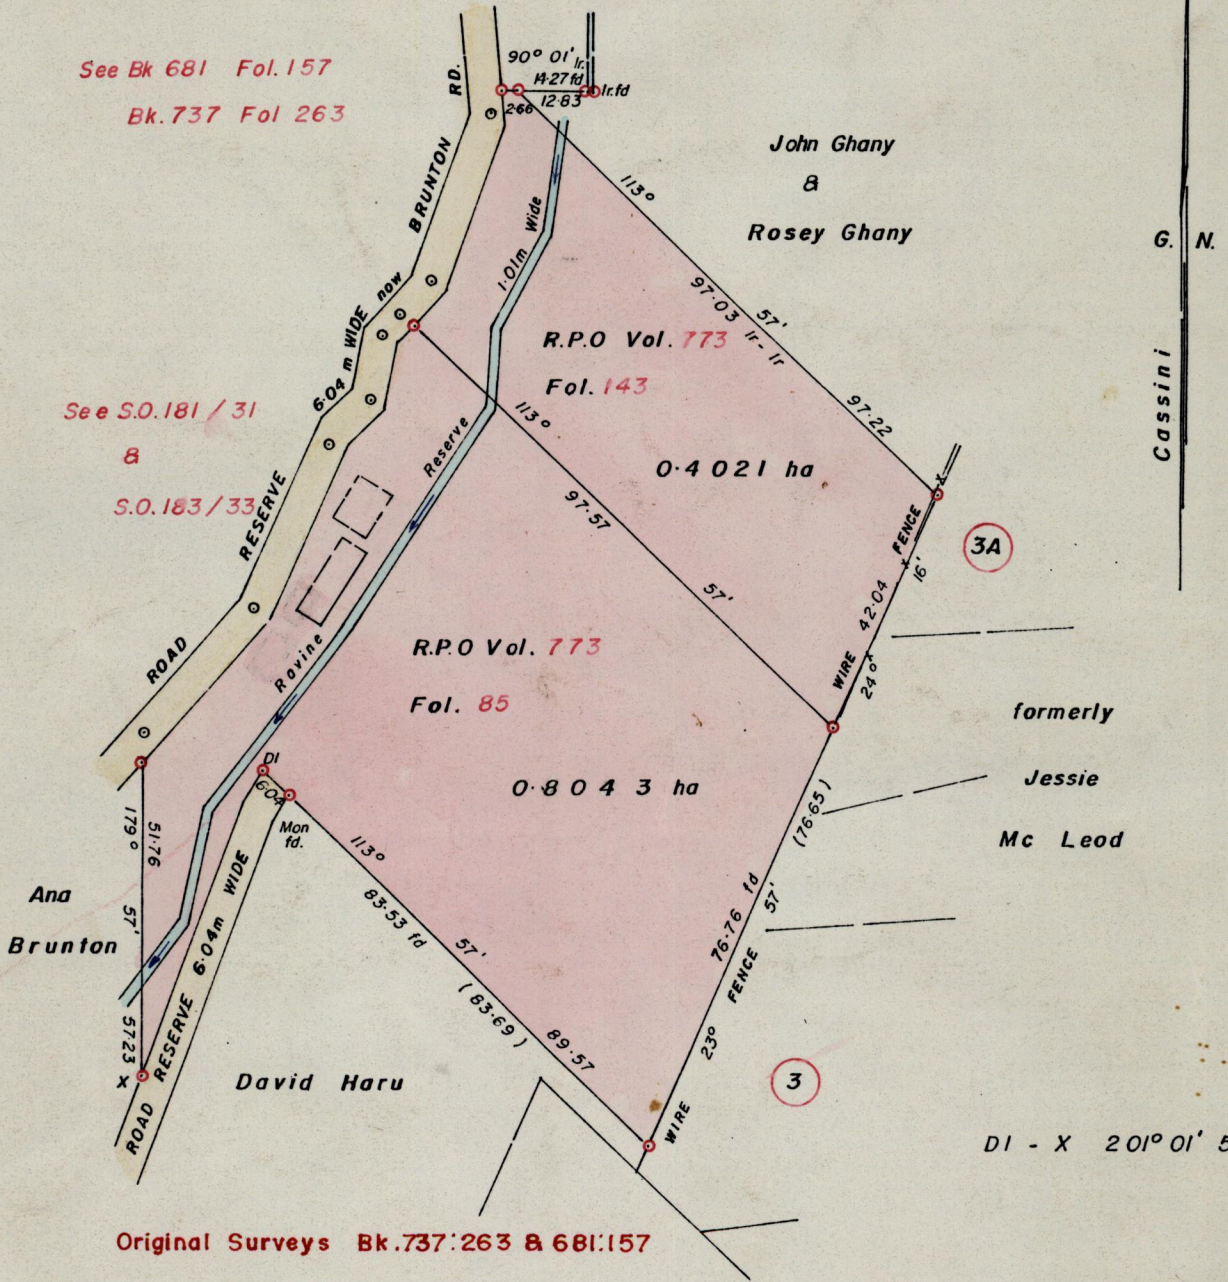 See Bk 681 Fol. 157
Bk. 737 Fol 263
RD.
BRUNTON
now
6·04 m WIDE
RESERVE
ROAD
90° 01'
Ir.
14·27 fd
Ir. fd
2·66
12·83
John Ghany
&
Rosey Ghany
G. N.
Cassini
113°
57'
97·03 Ir - Ir
97·22
1·01m Wide
Reserve
Ravine
R.P.O Vol. 773
Fol. 143
0·4021 ha
See S.O. 181 / 31
&
S.O. 183 / 33
113°
97·57
57'
x
FENCE
x
16'
42·04
WIRE
x
24°
3A
R.P.O Vol. 773
Fol. 85
0·8043 ha
formerly
Jessie
Mc Leod
DI
6·04
Mon
fd.
179°
51·76
57'
57·23
x
Ana
Brunton
113°
83·53 fd
57'
( 83·69 )
89·57
(76·65)
76·76 fd
57'
FENCE
23°
WIRE
ROAD RESERVE 6·04m WIDE
David Haru
3
DI - X 201° 01' 5
Original Surveys Bk. 737:263 & 681:157